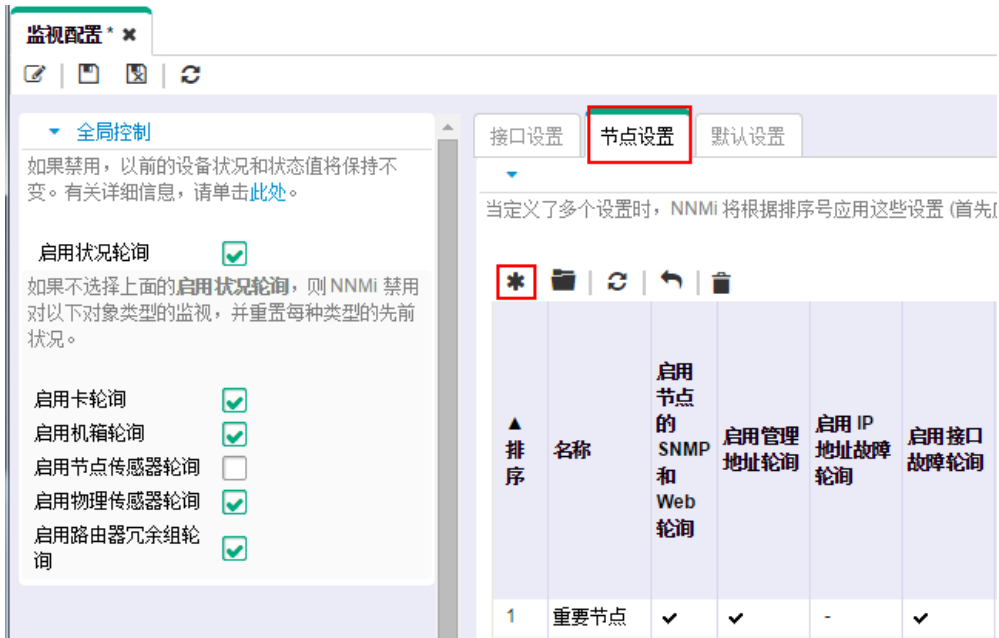 监视配置 *
全局控制
如果禁用，以前的设备状况和状态值将保持不
变。有关详细信息，请单击此处。
启用状况轮询
如果不选择上面的启用状况轮询，则 NNMi 禁用
对以下对象类型的监视，并重置每种类型的先前
状况。
启用卡轮询
启用机箱轮询
启用节点传感器轮询
启用物理传感器轮询
启用路由器冗余组轮
询
接口设置
节点设置
默认设置
当定义了多个设置时，NNMi 将根据排序号应用这些设置 (首先
▲
排
序
名称
启用
节点
的
SNMP
和
Web
轮询
启用管理
地址轮询
启用 IP
地址故障
轮询
启用接口
故障轮询
1 重要节点 -